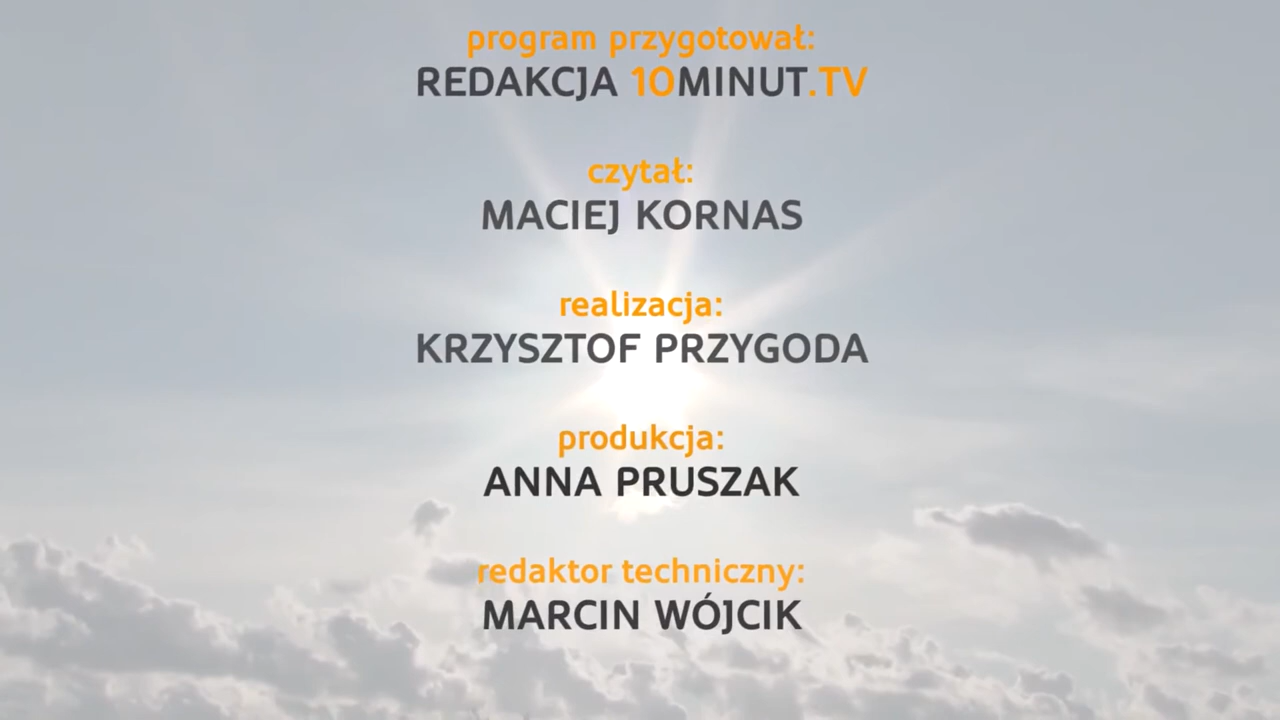 program przygotował:
REDAKCJA 10MINUT.TV
czytał:
MACIEJ KORNAS
realizacja:
KRZYSZTOF PRZYGODA
produkcja:
ANNA PRUSZAK
redaktor techniczny:
MARCIN WÓJCIK